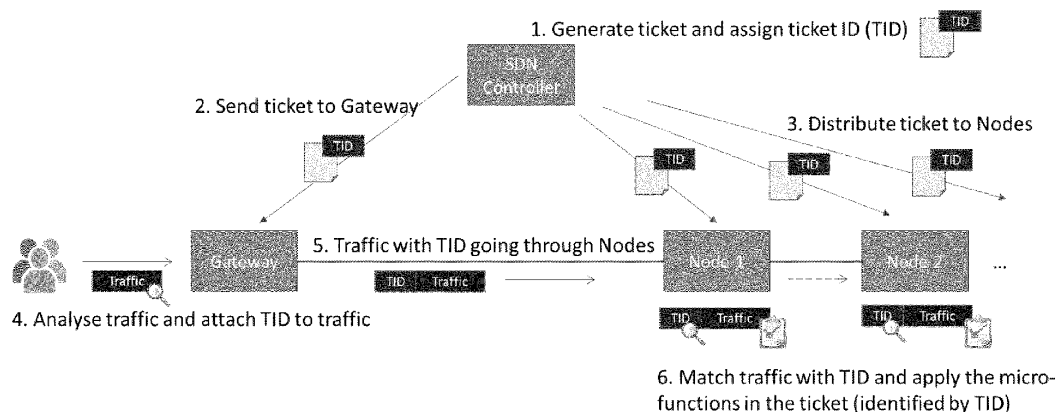 1. Generate ticket and assign ticket ID (TID)
TID
SDN
Controller
2. Send ticket to Gateway
TID
3. Distribute ticket to Nodes
TID
TID
TID
Gateway
5. Traffic with TID going through Nodes
Node 1
Node 2
...
Traffic
TID Traffic
4. Analyse traffic and attach TID to traffic
TID Traffic
TID Traffic
6. Match traffic with TID and apply the micro-
functions in the ticket (identified by TID)